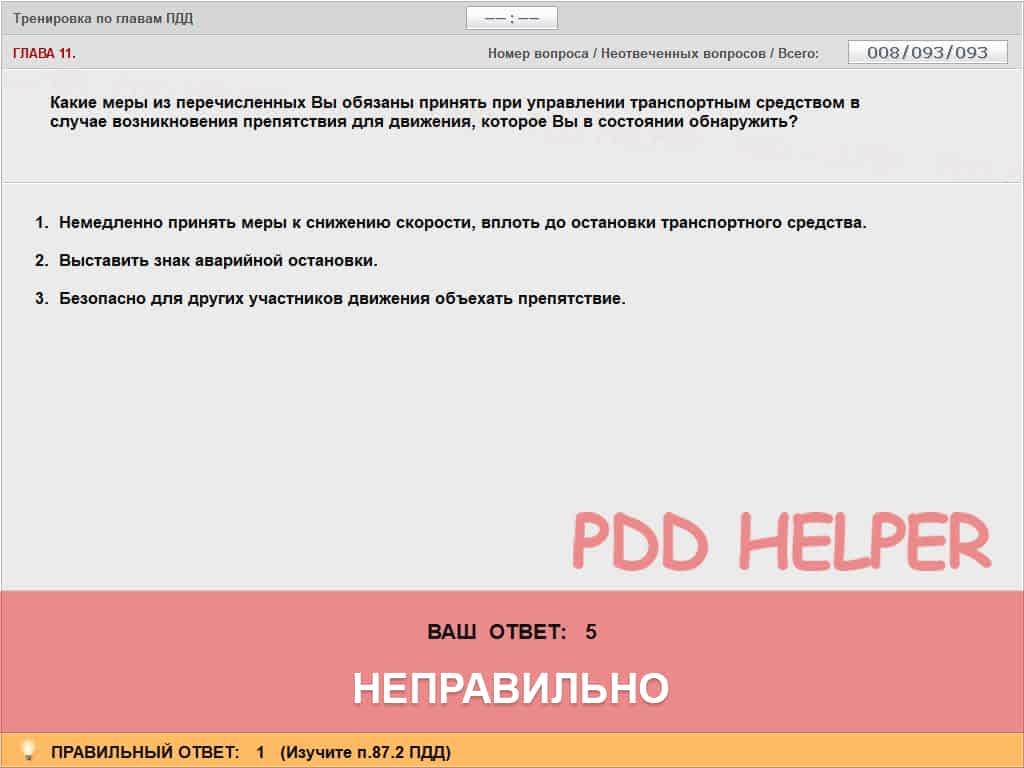 Тренировка по главам ПДД
—— : ——
ГЛАВА 11.
Номер вопроса / Неотвеченных вопросов / Всего:
008/093/093
Какие меры из перечисленных Вы обязаны принять при управлении транспортным средством в
случае возникновения препятствия для движения, которое Вы в состоянии обнаружить?
1. Немедленно принять меры к снижению скорости, вплоть до остановки транспортного средства.
2. Выставить знак аварийной остановки.
3. Безопасно для других участников движения объехать препятствие.
PDD HELPER
ВАШ ОТВЕТ: 5
НЕПРАВИЛЬНО
ПРАВИЛЬНЫЙ ОТВЕТ: 1 (Изучите п.87.2 ПДД)